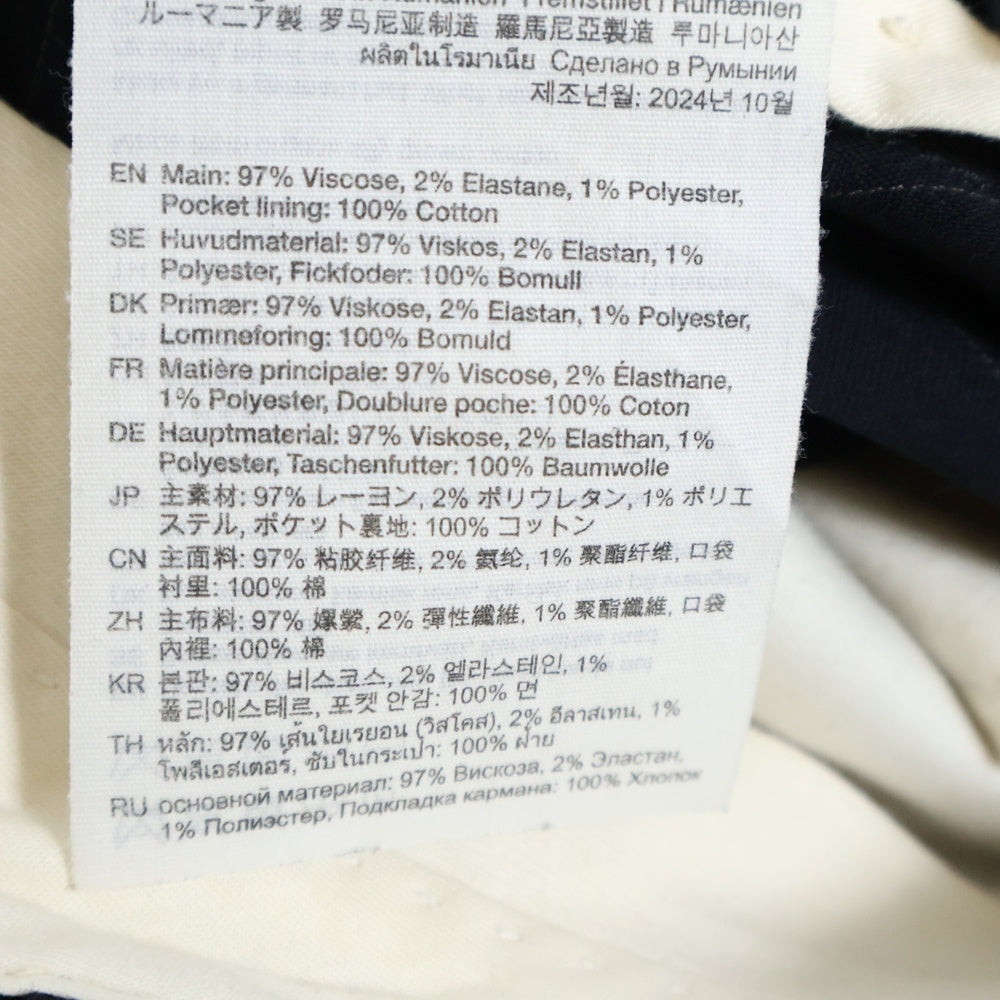 Fremstillet i Rumænien
ルーマニア製 罗马尼亚制造 羅馬尼亞製造 루마니아산
ผลิตในโรมาเนีย Сделано в Румынии
제조년월: 2024년 10월
EN Main: 97% Viscose, 2% Elastane, 1% Polyester,
Pocket lining: 100% Cotton
SE Huvudmaterial: 97% Viskos, 2% Elastan, 1%
Polyester, Fickfoder: 100% Bomull
DK Primær: 97% Viskose, 2% Elastan, 1% Polyester,
Lommeforing: 100% Bomuld
FR Matière principale: 97% Viscose, 2% Élasthane,
1% Polyester, Doublure poche: 100% Coton
DE Hauptmaterial: 97% Viskose, 2% Elasthan, 1%
Polyester, Taschenfutter: 100% Baumwolle
JP 主素材: 97% レーヨン, 2% ポリウレタン, 1% ポリエ
ステル, ポケット裏地: 100% コットン
CN 主面料: 97% 粘胶纤维, 2% 氨纶, 1% 聚酯纤维, 口袋
衬里: 100% 棉
ZH 主布料: 97% 嫘縈, 2% 彈性纖維, 1% 聚酯纖維, 口袋
內裡: 100% 棉
KR 본판: 97% 비스코스, 2% 엘라스테인, 1%
폴리에스테르, 포켓 안감: 100% 면
TH หลัก: 97% เส้นใยเรยอน (วิสโคส), 2% อีลาสเทน, 1%
โพลีเอสเตอร์, ซับในกระเป๋า: 100% ฝ้าย
RU основной материал: 97% Вискоза, 2% Эластан,
1% Полиэстер, Подкладка кармана: 100% Хлопок